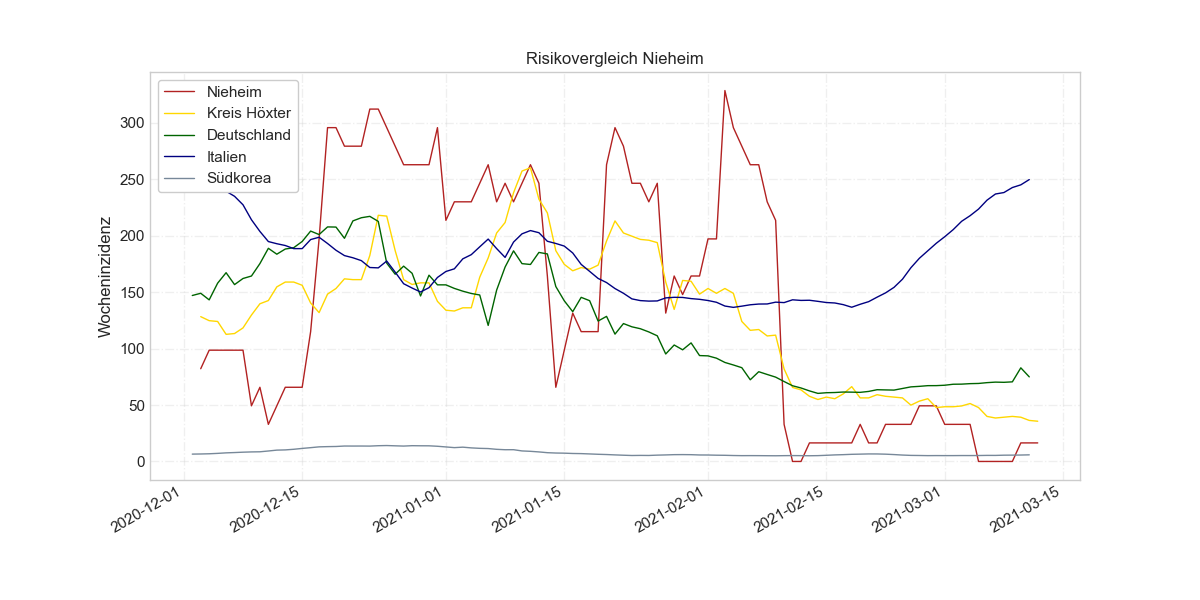 Risikovergleich Nieheim
Nieheim
Kreis Höxter
Deutschland
Italien
Südkorea
Wocheninzidenz
300
250
200
150
100
50
0
2020-12-01
2020-12-15
2021-01-01
2021-01-15
2021-02-01
2021-02-15
2021-03-01
2021-03-15